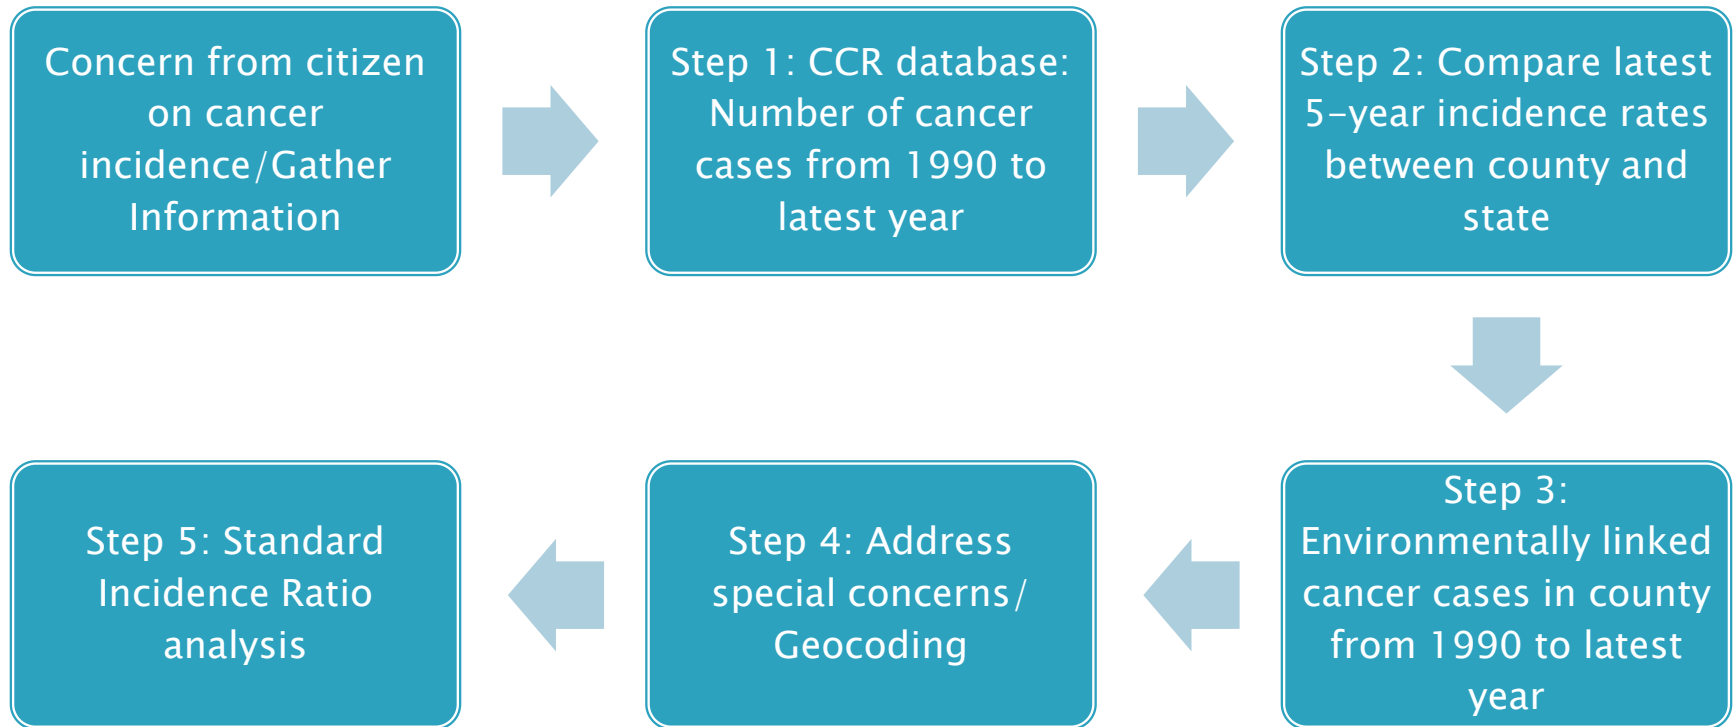 Concern from citizen
on cancer
incidence/Gather
Information
Step 1: CCR database:
Number of cancer
cases from 1990 to
latest year
Step 2: Compare latest
5-year incidence rates
between county and
state
Step 3:
Environmentally linked
cancer cases in county
from 1990 to latest
year
Step 4: Address
special concerns/
Geocoding
Step 5: Standard
Incidence Ratio
analysis